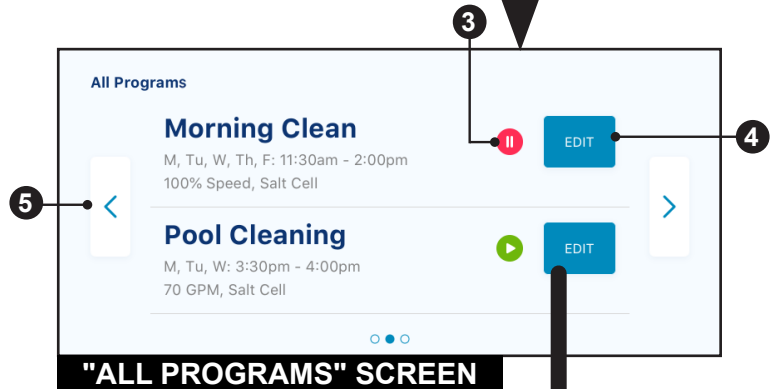 3
All Programs
Morning Clean
M, Tu, W, Th, F: 11:30am - 2:00pm
100% Speed, Salt Cell
EDIT
4
5
Pool Cleaning
M, Tu, W: 3:30pm - 4:00pm
70 GPM, Salt Cell
EDIT
"ALL PROGRAMS" SCREEN